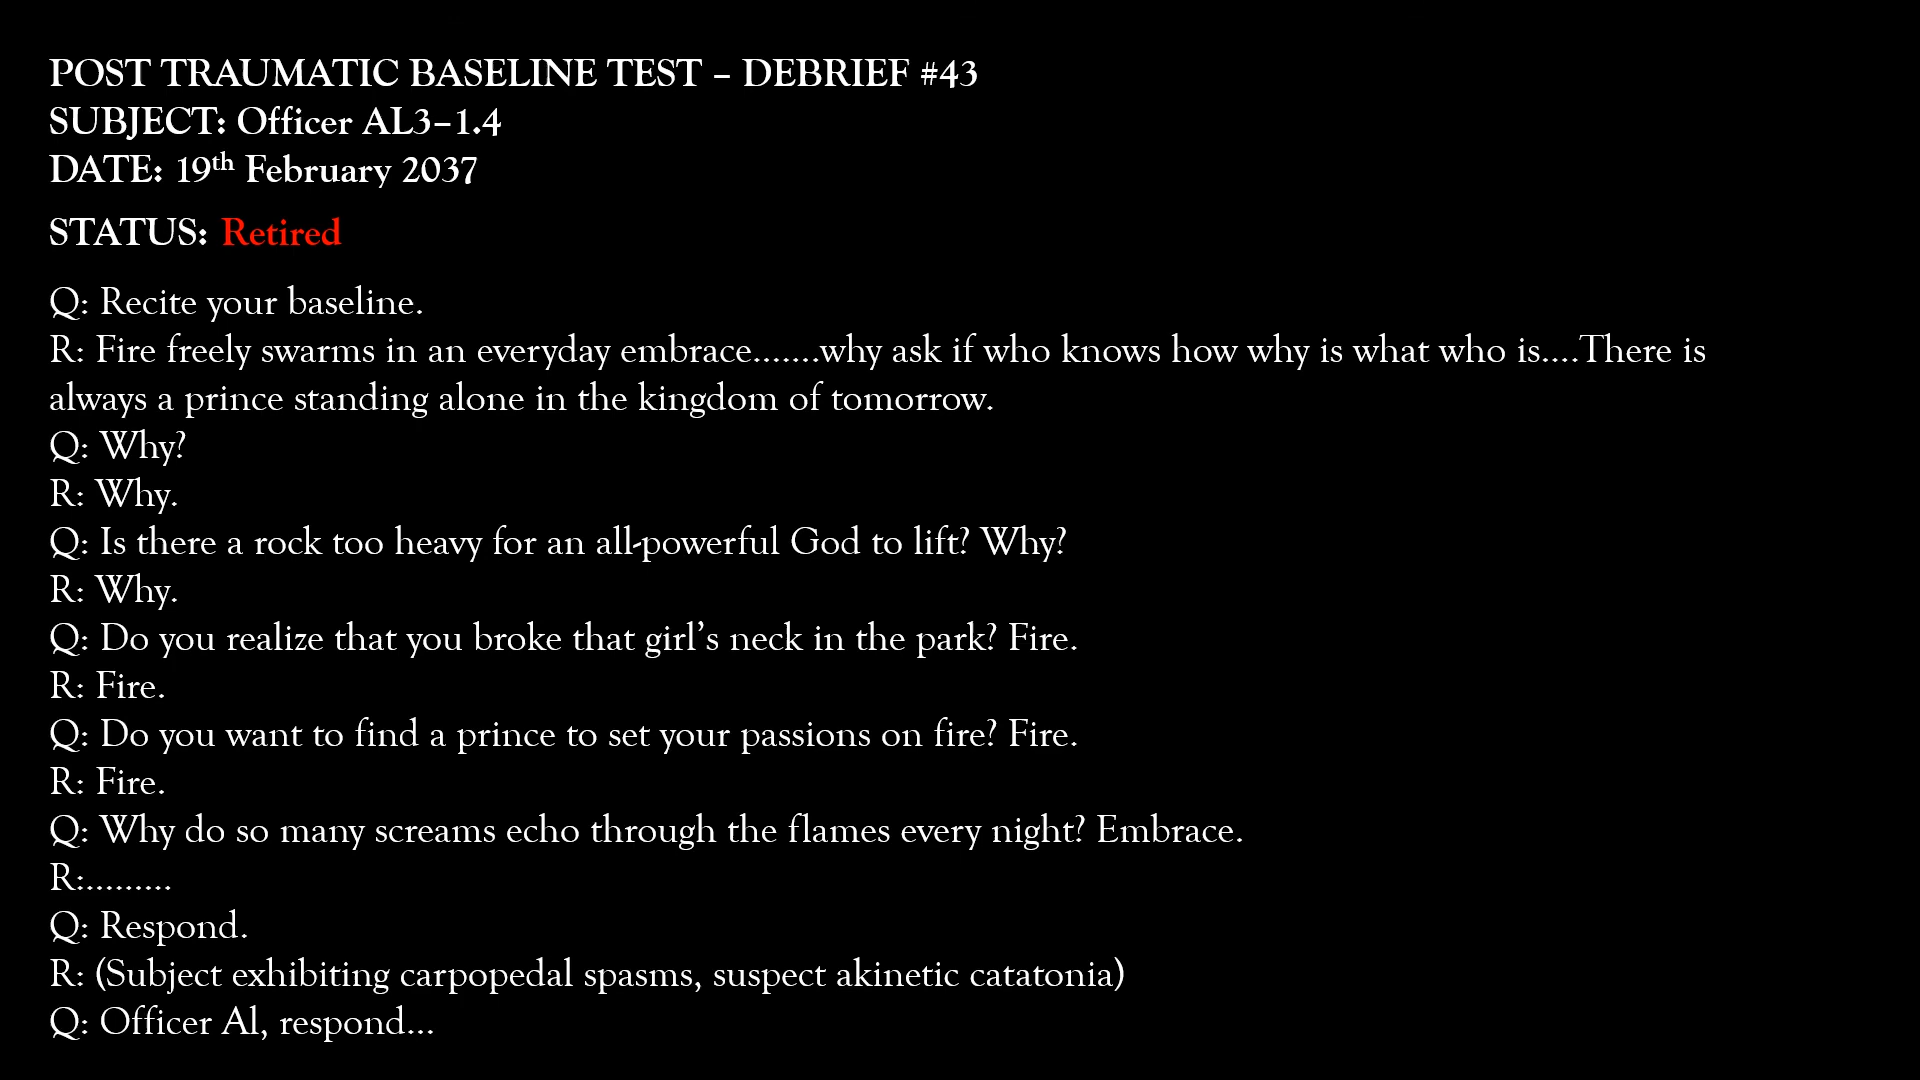 POST TRAUMATIC BASELINE TEST – DEBRIEF #43
SUBJECT: Officer AL3–1.4
DATE: 19th February 2037
STATUS: Retired
Q: Recite your baseline.
R: Fire freely swarms in an everyday embrace…….why ask if who knows how why is what who is….There is
always a prince standing alone in the kingdom of tomorrow.
Q: Why?
R: Why.
Q: Is there a rock too heavy for an all-powerful God to lift? Why?
R: Why.
Q: Do you realize that you broke that girl’s neck in the park? Fire.
R: Fire.
Q: Do you want to find a prince to set your passions on fire? Fire.
R: Fire.
Q: Why do so many screams echo through the flames every night? Embrace.
R:………
Q: Respond.
R: (Subject exhibiting carpopedal spasms, suspect akinetic catatonia)
Q: Officer Al, respond…